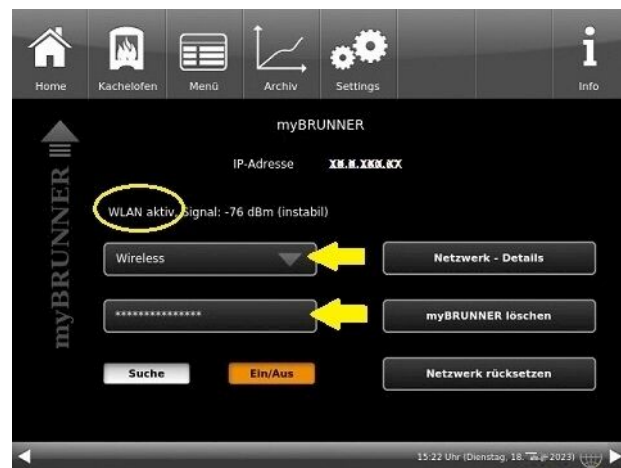 Home Kachelofen Menü Archiv Settings Info
myBRUNNER
myBRUNNER
IP-Adresse
WLAN aktiv, Signal: -76 dBm (instabil)
Wireless
Netzwerk - Details
***************
myBRUNNER löschen
Suche
Ein/Aus
Netzwerk rücksetzen
15:22 Uhr (Dienstag, 18. 2023)